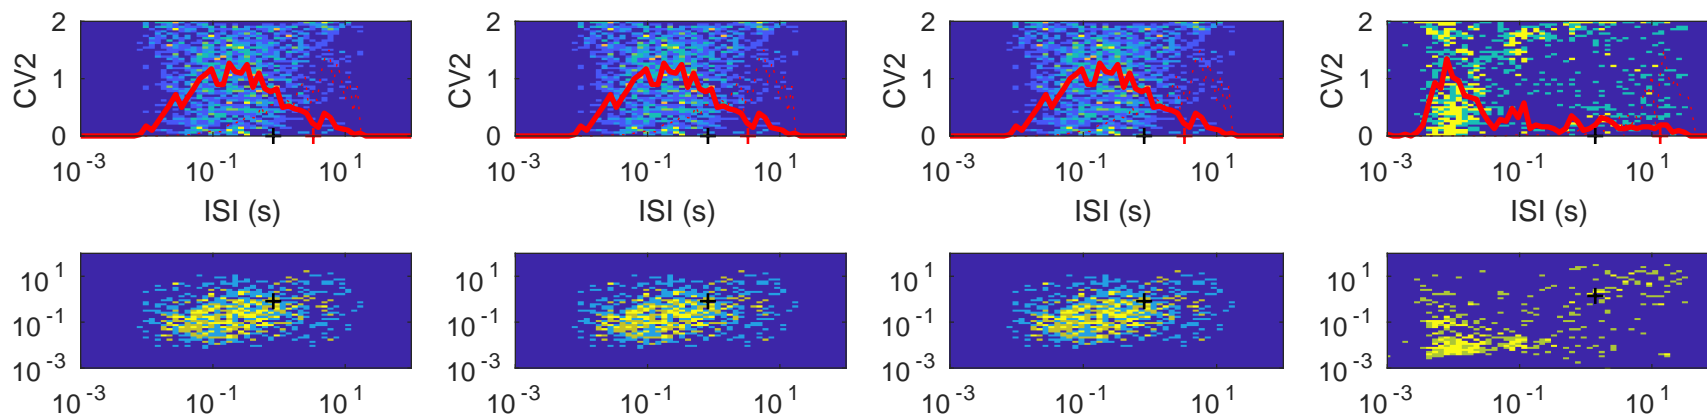 2 2 2 2
CV2 CV2 CV2 CV2
1 1 1 1
0 0 0 0
10^-3 10^-1 10^1 10^-3 10^-1 10^1 10^-3 10^-1 10^1 10^-3 10^-1 10^1
ISI (s) ISI (s) ISI (s) ISI (s)
10^1 10^1 10^1 10^1
10^-1 10^-1 10^-1 10^-1
10^-3 10^-3 10^-3 10^-3
10^-3 10^-1 10^1 10^-3 10^-1 10^1 10^-3 10^-1 10^1 10^-3 10^-1 10^1